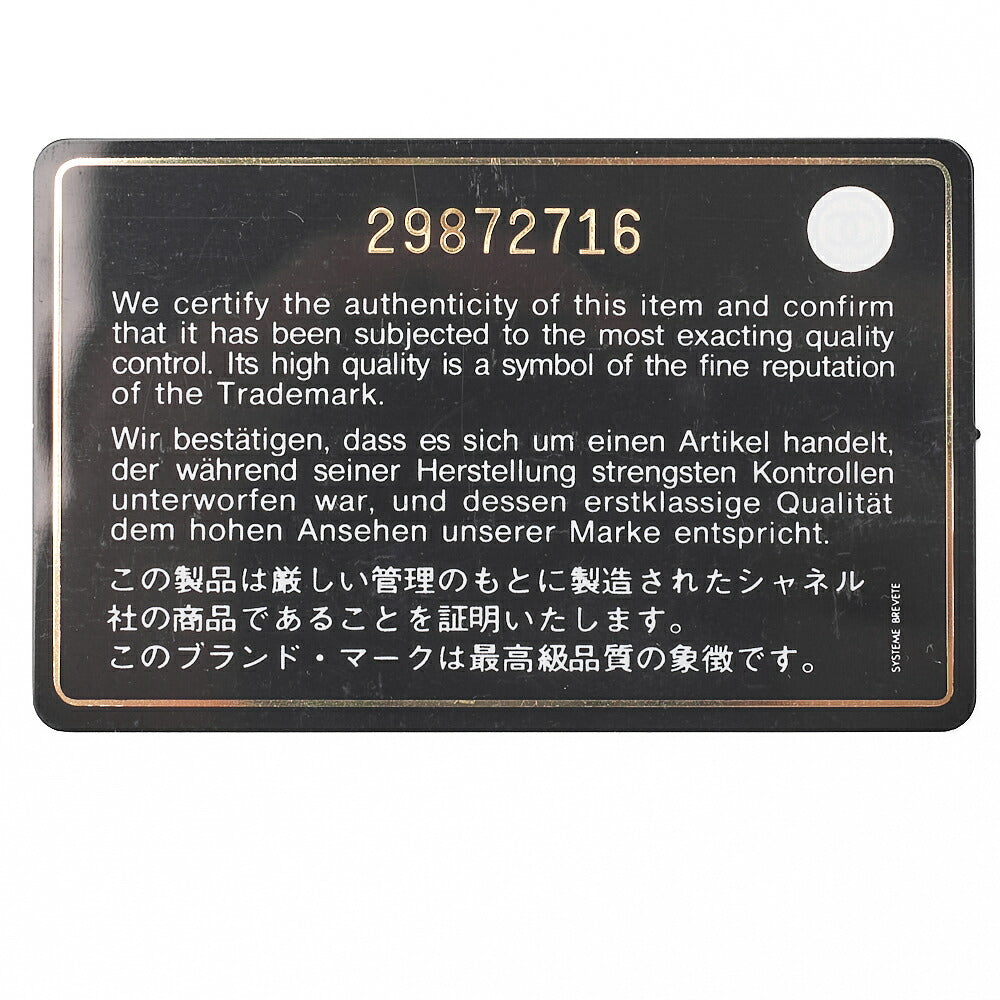 29872716
We certify the authenticity of this item and confirm
that it has been subjected to the most exacting quality
control. Its high quality is a symbol of the fine reputation
of the Trademark.
Wir bestätigen, dass es sich um einen Artikel handelt,
der während seiner Herstellung strengsten Kontrollen
unterworfen war, und dessen erstklassige Qualität
dem hohen Ansehen unserer Marke entspricht.
この製品は厳しい管理のもとに製造されたシャネル
社の商品であることを証明いたします。
このブランド・マークは最高級品質の象徴です。
SYSTEME BREVETE